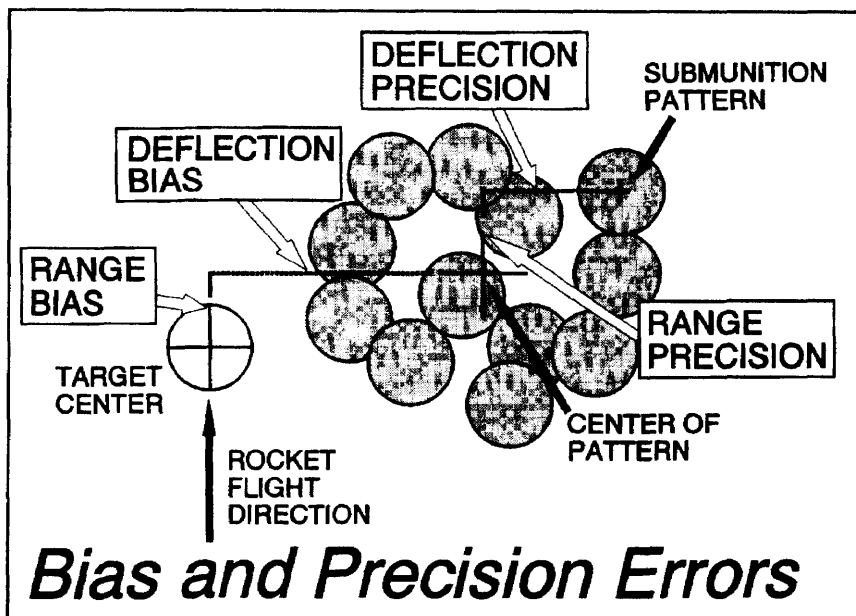 DEFLECTION
PRECISION
SUBMUNITION
PATTERN
DEFLECTION
BIAS
RANGE
BIAS
RANGE
PRECISION
TARGET
CENTER
CENTER OF
PATTERN
ROCKET
FLIGHT
DIRECTION
Bias and Precision Errors